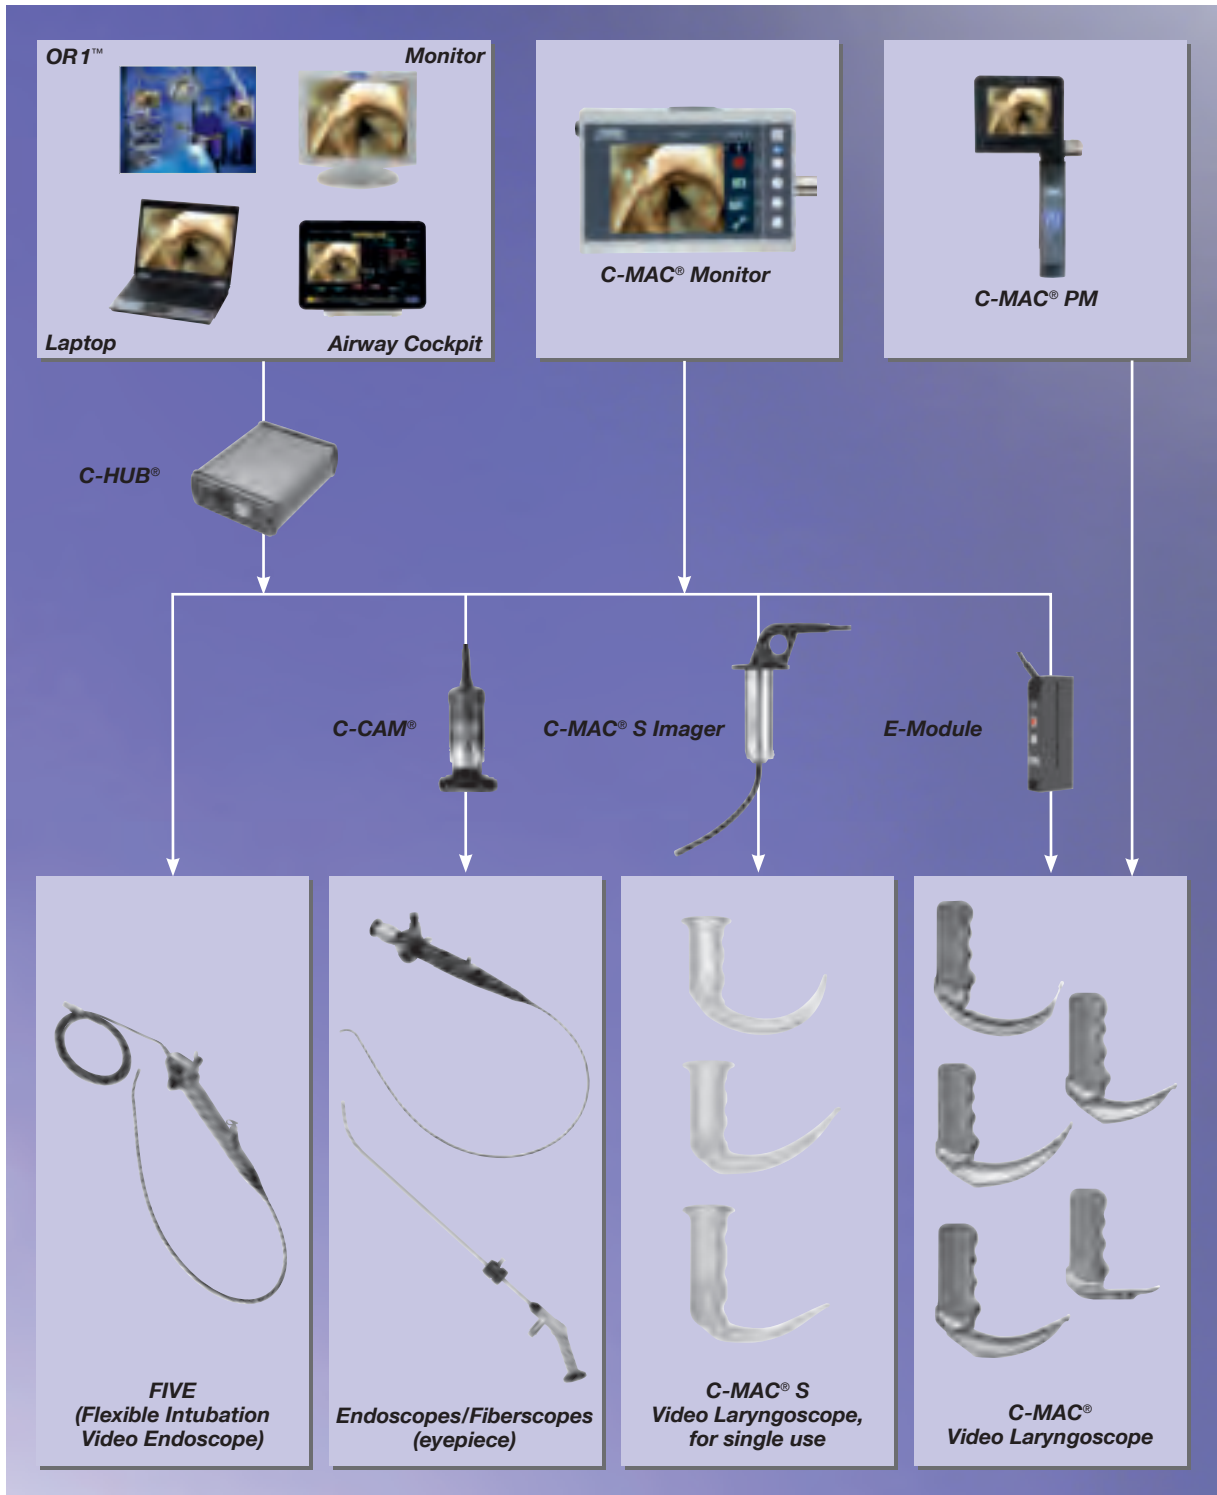 OR1™
Monitor
Laptop
Airway Cockpit
C-MAC® Monitor
C-MAC® PM
C-HUB®
C-CAM®
C-MAC® S Imager
E-Module
FIVE
(Flexible Intubation
Video Endoscope)
Endoscopes/Fiberscopes
(eyepiece)
C-MAC® S
Video Laryngoscope,
for single use
C-MAC®
Video Laryngoscope